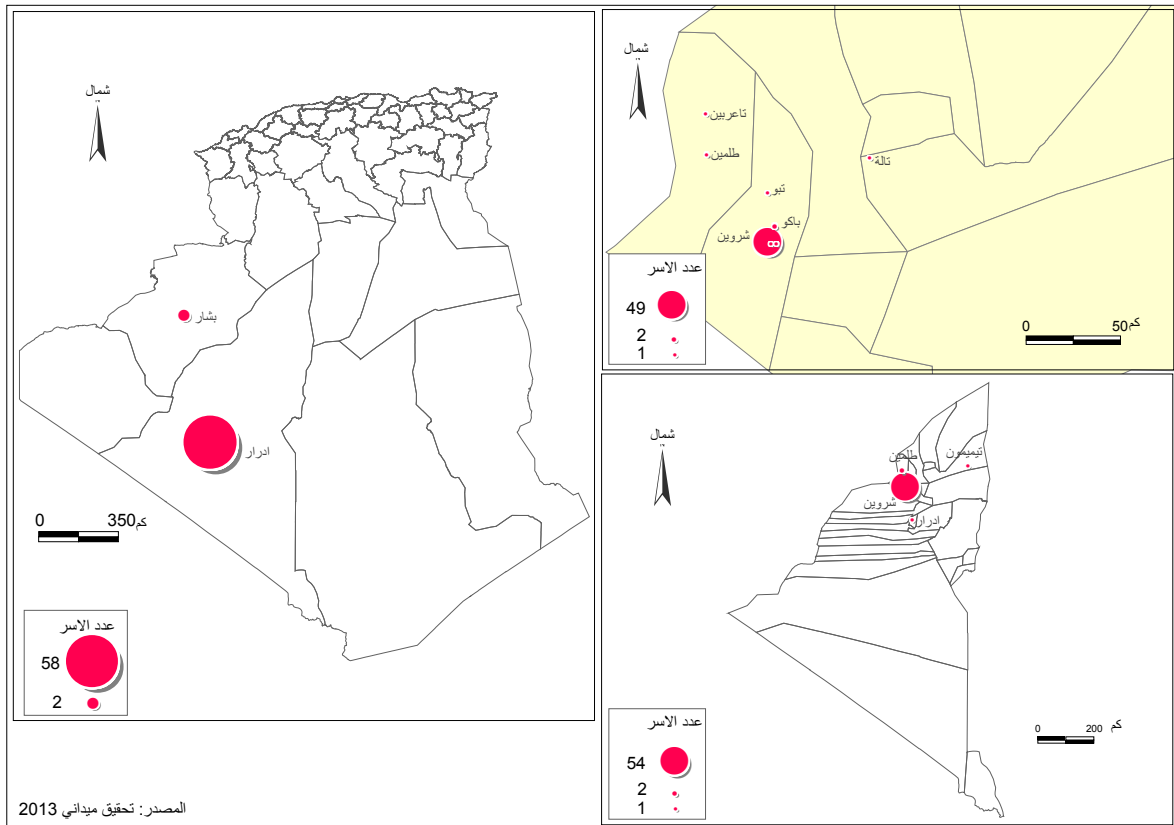 شمال
بشار
ادرار
0 350 كم
عدد الاسر
58
2
المصدر: تحقيق ميداني 2013
شمال
تاعربين
طلمين
تالة
تبو
باكو
شروين
عدد الاسر
49
2
1
0 50 كم
شمال
تيميمون
طلمين
شروين
ادرار
عدد الاسر
54
2
1
0 200 كم